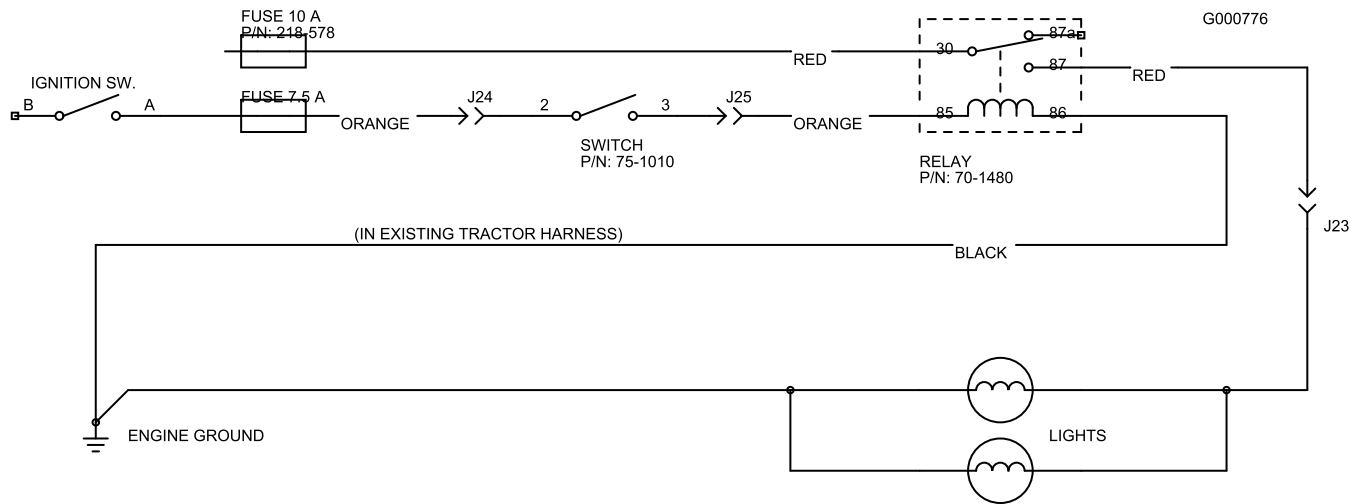 FUSE 10 A
P/N: 218-578
G000776
87a
30
RED
87
RED
IGNITION SW.
B
A
FUSE 7.5 A
ORANGE
J24
2
3
J25
ORANGE
85
86
SWITCH
P/N: 75-1010
RELAY
P/N: 70-1480
J23
(IN EXISTING TRACTOR HARNESS)
BLACK
ENGINE GROUND
LIGHTS